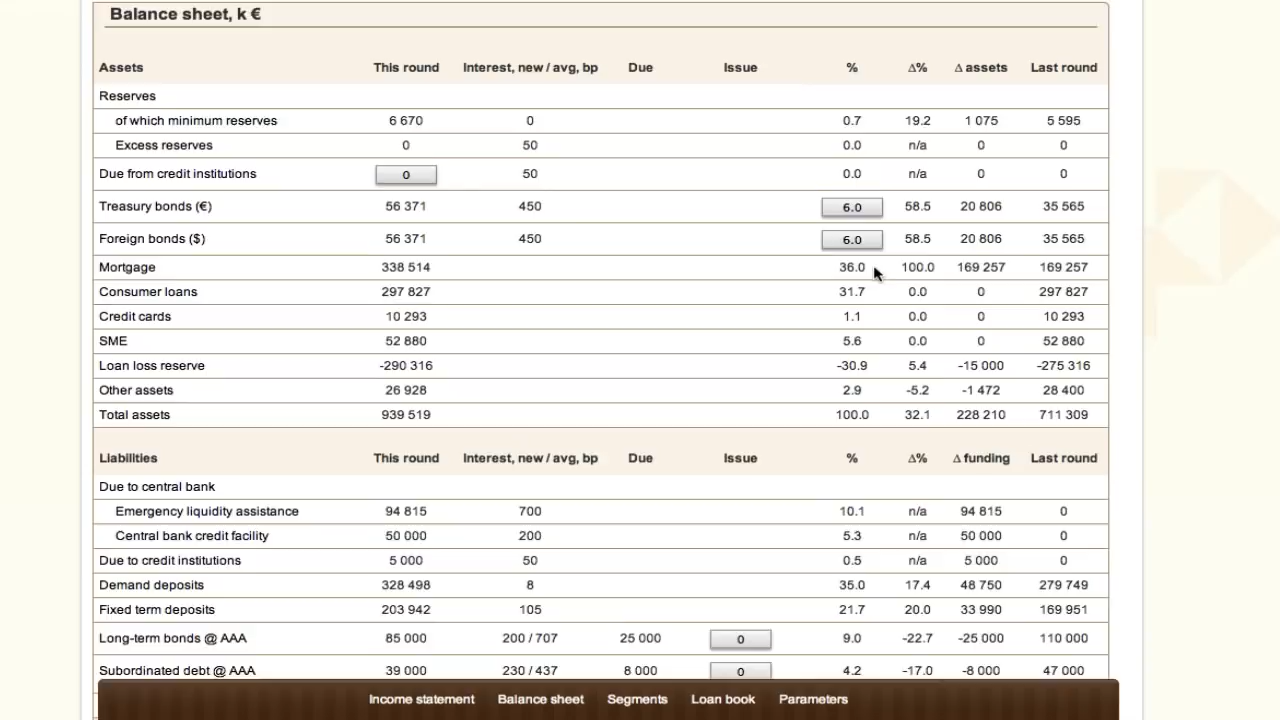 Balance sheet, k €
Assets This round Interest, new / avg, bp Due Issue % Δ% Δ assets Last round
Reserves
of which minimum reserves 6 670 0 0.7 19.2 1 075 5 595
Excess reserves 0 50 0.0 n/a 0 0
Due from credit institutions 0 50 0.0 n/a 0 0
Treasury bonds (€) 56 371 450 6.0 58.5 20 806 35 565
Foreign bonds ($) 56 371 450 6.0 58.5 20 806 35 565
Mortgage 338 514 36.0 100.0 169 257 169 257
Consumer loans 297 827 31.7 0.0 0 297 827
Credit cards 10 293 1.1 0.0 0 10 293
SME 52 880 5.6 0.0 0 52 880
Loan loss reserve -290 316 -30.9 5.4 -15 000 -275 316
Other assets 26 928 2.9 -5.2 -1 472 28 400
Total assets 939 519 100.0 32.1 228 210 711 309
Liabilities This round Interest, new / avg, bp Due Issue % Δ% Δ funding Last round
Due to central bank
Emergency liquidity assistance 94 815 700 10.1 n/a 94 815 0
Central bank credit facility 50 000 200 5.3 n/a 50 000 0
Due to credit institutions 5 000 50 0.5 n/a 5 000 0
Demand deposits 328 498 8 35.0 17.4 48 750 279 749
Fixed term deposits 203 942 105 21.7 20.0 33 990 169 951
Long-term bonds @ AAA 85 000 200 / 707 25 000 0 9.0 -22.7 -25 000 110 000
Subordinated debt @ AAA 39 000 230 / 437 8 000 0 4.2 -17.0 -8 000 47 000
Income statement Balance sheet Segments Loan book Parameters